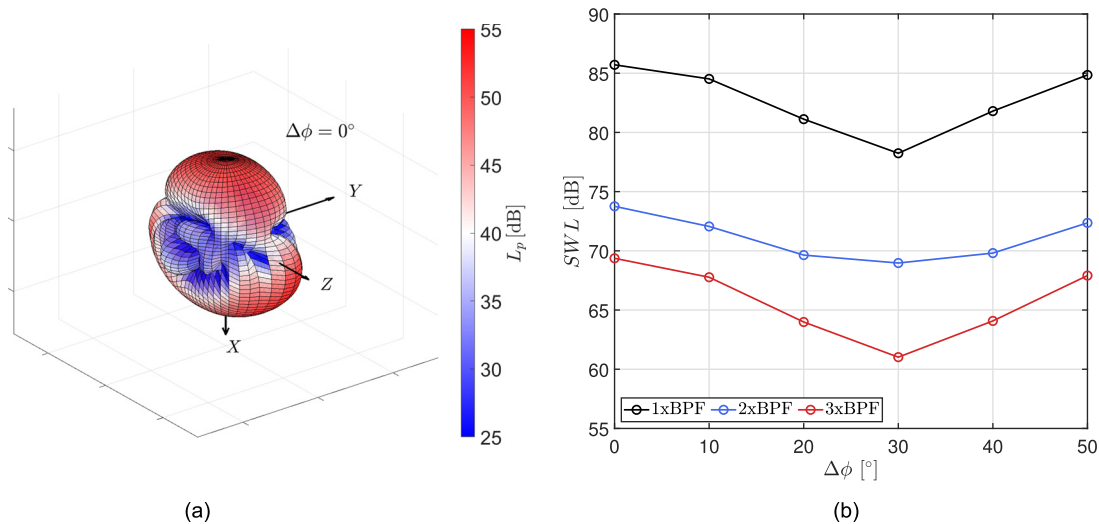 Δϕ = 0°
Y
Z
X
55
50
45
40
35
30
25
L_p [dB]
(a)
90
85
80
75
70
65
60
55
SWL [dB]
1xBPF 2xBPF 3xBPF
0 10 20 30 40 50
Δϕ [°]
(b)